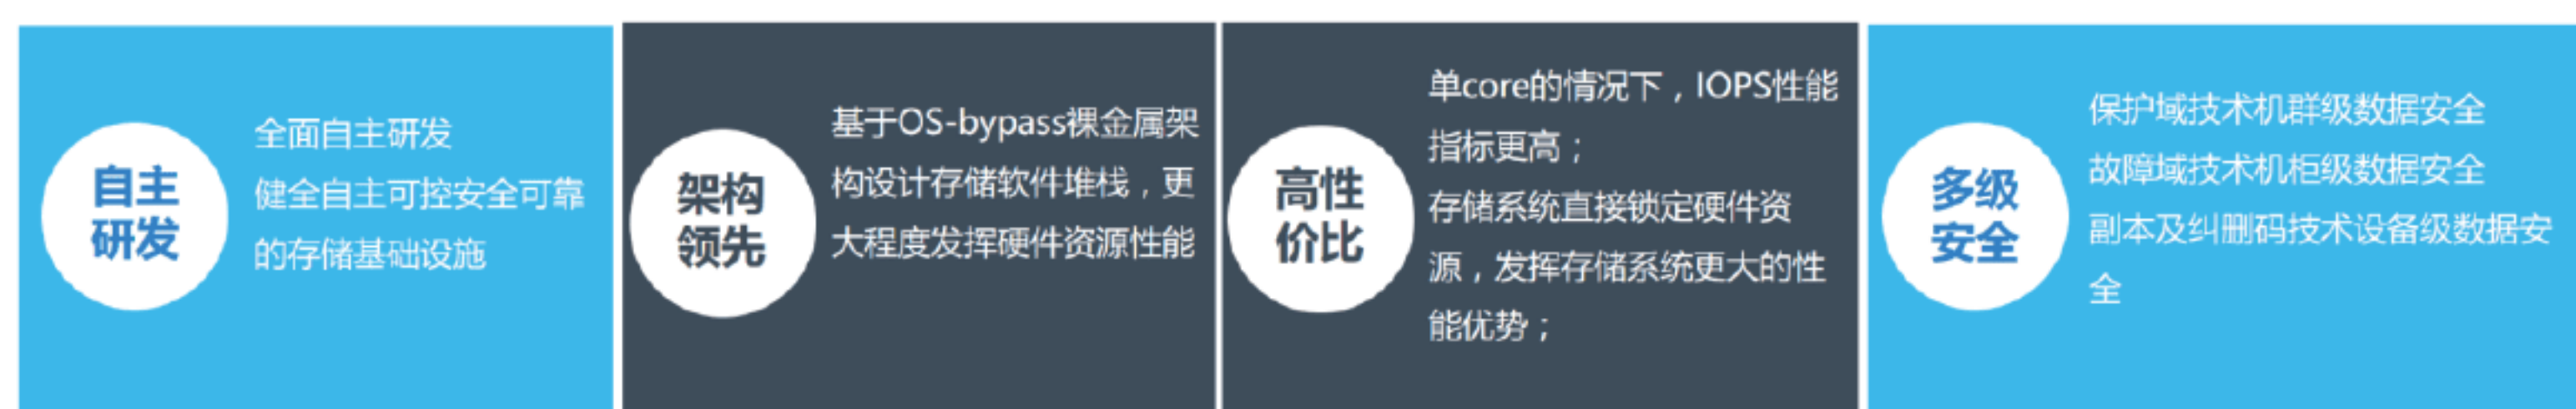 自主
研发
全面自主研发
健全自主可控安全可靠
的存储基础设施
架构
领先
基于OS-bypass裸金属架
构设计存储软件堆栈，更
大程度发挥硬件资源性能
高性
价比
单core的情况下，IOPS性能
指标更高；
存储系统直接锁定硬件资
源，发挥存储系统更大的性
能优势；
多级
安全
保护域技术机群级数据安全
故障域技术机柜级数据安全
副本及纠删码技术设备级数据安
全